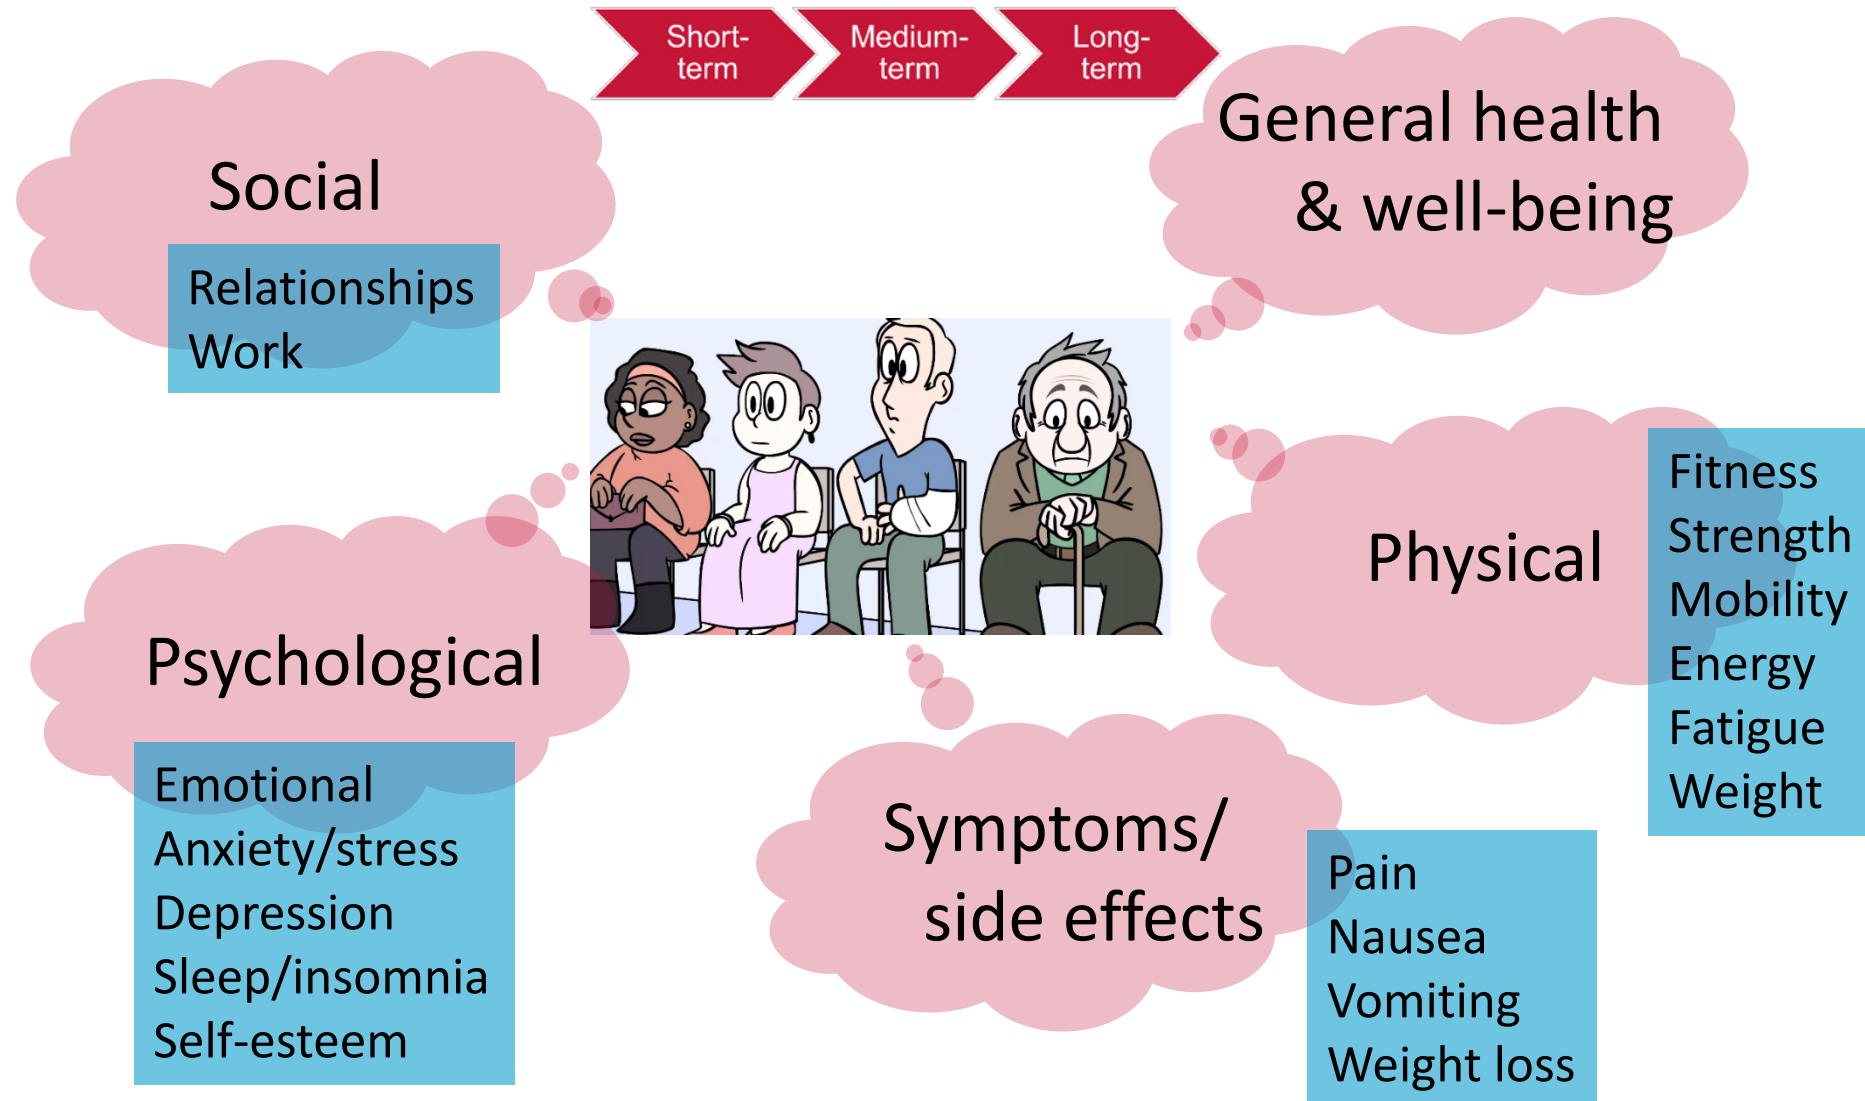 Short-
term
Medium-
term
Long-
term
Social
Relationships
Work
General health
& well-being
Psychological
Emotional
Anxiety/stress
Depression
Sleep/insomnia
Self-esteem
Physical
Fitness
Strength
Mobility
Energy
Fatigue
Weight
Symptoms/
side effects
Pain
Nausea
Vomiting
Weight loss